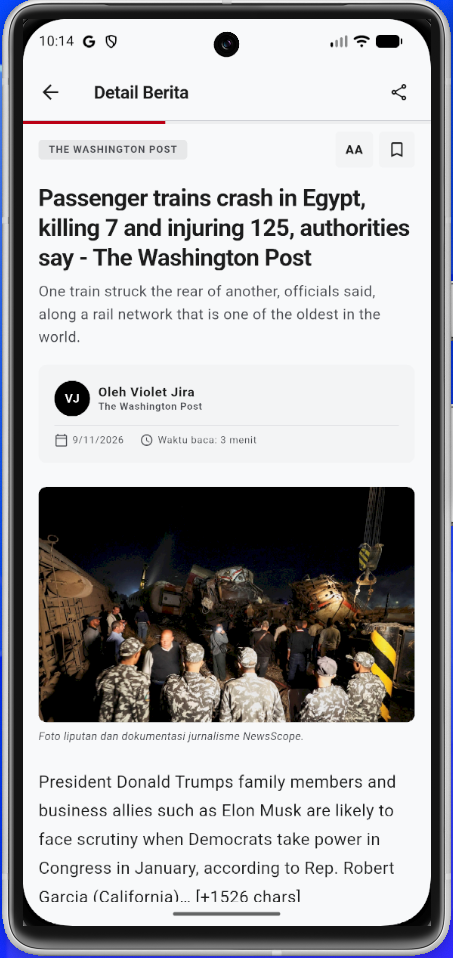 10:14
Detail Berita
THE WASHINGTON POST
AA
Passenger trains crash in Egypt,
killing 7 and injuring 125, authorities
say - The Washington Post
One train struck the rear of another, officials said,
along a rail network that is one of the oldest in the
world.
VJ
Oleh Violet Jira
The Washington Post
9/11/2026
Waktu baca: 3 menit
Foto liputan dan dokumentasi jurnalisme NewsScope.
President Donald Trumps family members and
business allies such as Elon Musk are likely to
face scrutiny when Democrats take power in
Congress in January, according to Rep. Robert
Garcia (California)… [+1526 chars]